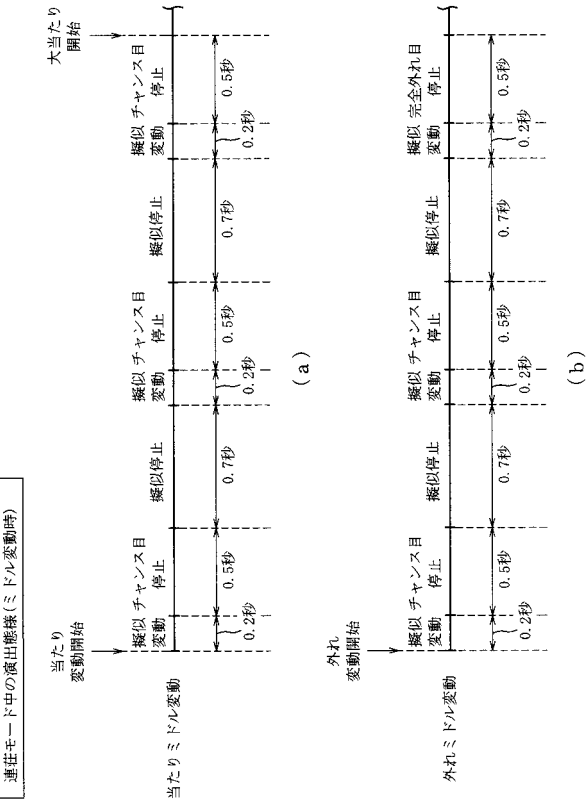 連荘モード中の演出態様(ミドル変動時)
当たり
変動開始
大当たり
開始
当たりミドル変動
擬似
変動
チャンス目
停止
擬似停止
擬似
変動
チャンス目
停止
擬似停止
擬似
変動
チャンス目
停止
0.2秒
0.5秒
0.7秒
0.2秒
0.5秒
0.7秒
0.2秒
0.5秒
(a)
外れ
変動開始
外れミドル変動
擬似
変動
チャンス目
停止
擬似停止
擬似
変動
チャンス目
停止
擬似停止
擬似
変動
完全外れ目
停止
0.2秒
0.5秒
0.7秒
0.2秒
0.5秒
0.7秒
0.2秒
0.5秒
(b)